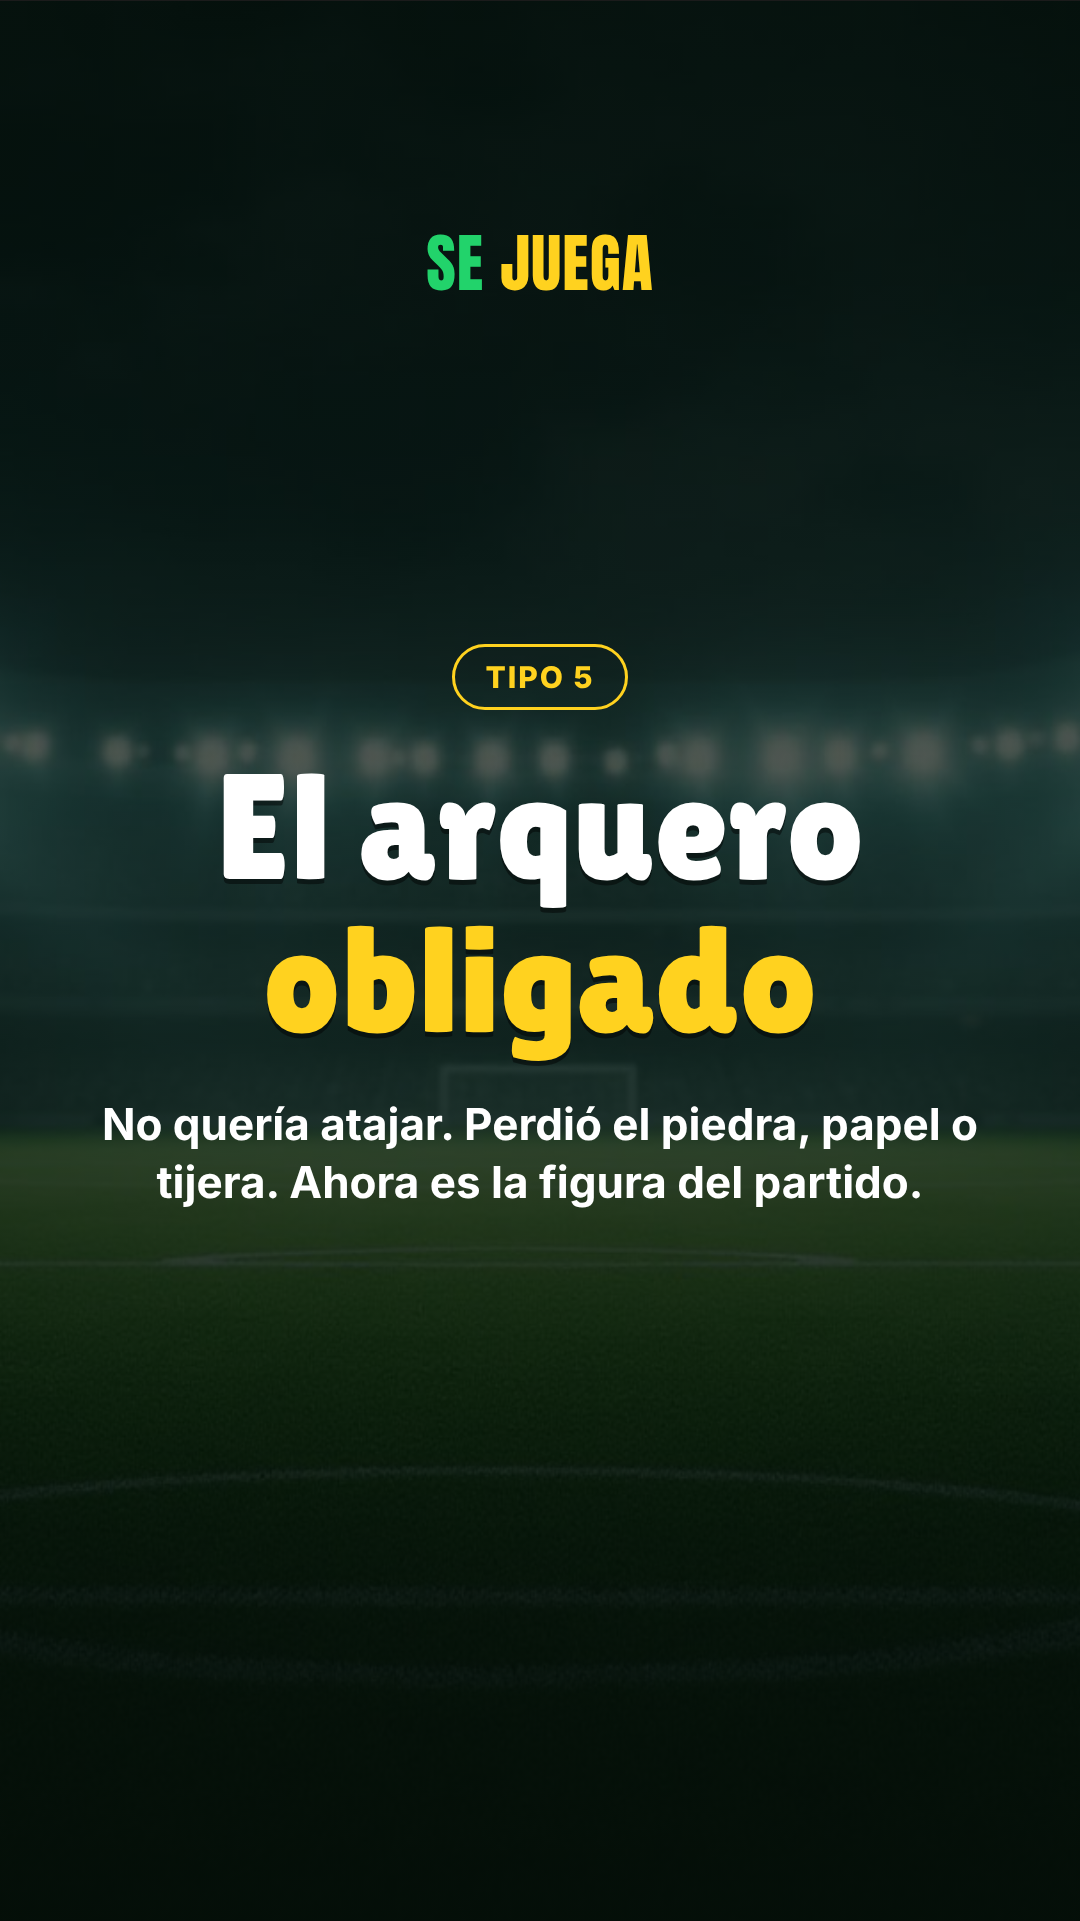 SE JUEGA
TIPO 5
El arquero
obligado
No quería atajar. Perdió el piedra, papel o
tijera. Ahora es la figura del partido.